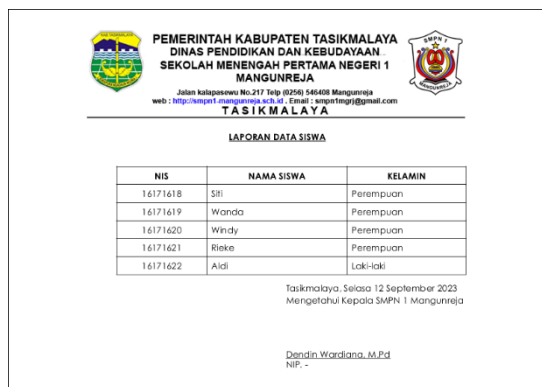 PEMERINTAH KABUPATEN TASIKMALAYA
DINAS PENDIDIKAN DAN KEBUDAYAAN
SEKOLAH MENENGAH PERTAMA NEGERI 1
MANGUNREJA
Jalan kalapasewu No.217 Telp (0256) 546408 Mangunreja
web : http://smpn1-mangunreja.sch.id . Email : smpn1mgrj@gmail.com
TASIKMALAYA
SMPN 1
MANGUNREJA
LAPORAN DATA SISWA
NIS NAMA SISWA KELAMIN
16171618 Siti Perempuan
16171619 Wanda Perempuan
16171620 Windy Perempuan
16171621 Rieke Perempuan
16171622 Aldi Laki-laki
Tasikmalaya, Selasa 12 September 2023
Mengetahui Kepala SMPN 1 Mangunreja
Dendin Wardiana, M.Pd
NIP. -